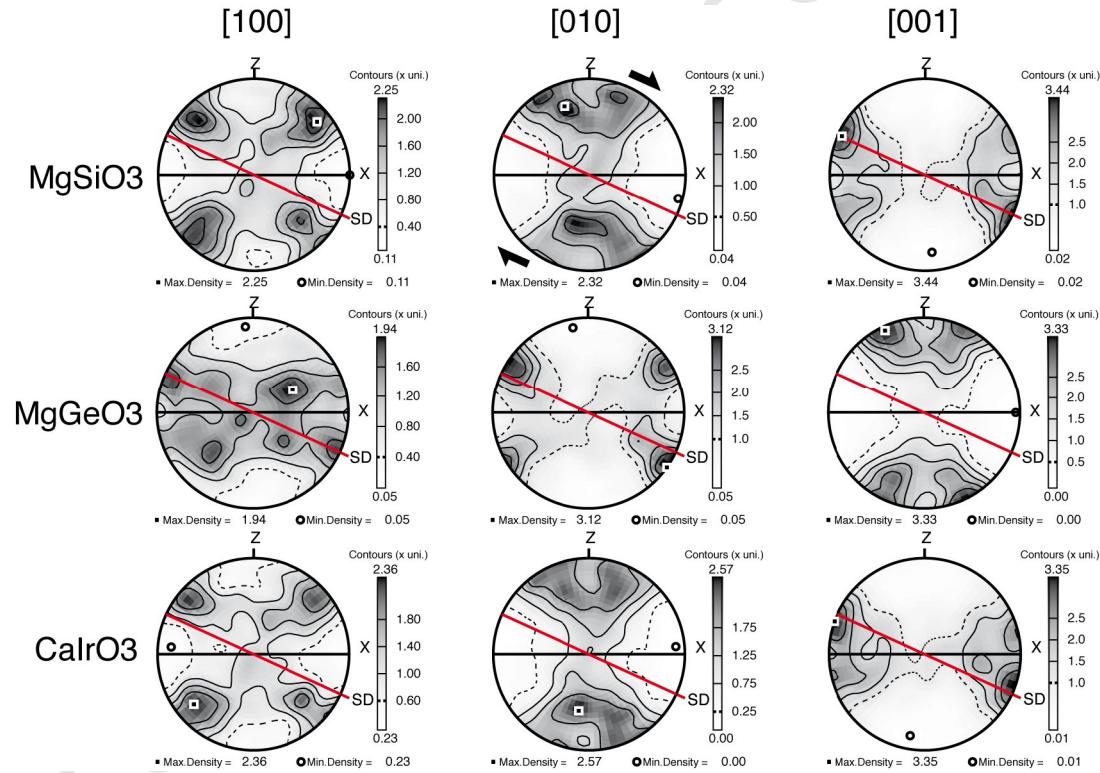 [100] [010] [001]
MgSiO3
Z
X
SD
Contours (x uni.)
2.25
2.00
1.60
1.20
0.80
0.40
0.11
Max.Density = 2.25 Min.Density = 0.11
Z
X
SD
Contours (x uni.)
2.32
2.00
1.50
1.00
0.50
0.04
Max.Density = 2.32 Min.Density = 0.04
Z
X
SD
Contours (x uni.)
3.44
2.5
2.0
1.5
1.0
0.02
Max.Density = 3.44 Min.Density = 0.02
MgGeO3
Z
X
SD
Contours (x uni.)
1.94
1.60
1.20
0.80
0.40
0.05
Max.Density = 1.94 Min.Density = 0.05
Z
X
SD
Contours (x uni.)
3.12
2.5
2.0
1.5
1.0
0.05
Max.Density = 3.12 Min.Density = 0.05
Z
X
SD
Contours (x uni.)
3.33
2.5
2.0
1.5
1.0
0.5
0.00
Max.Density = 3.33 Min.Density = 0.00
CaIrO3
Z
X
SD
Contours (x uni.)
2.36
1.80
1.40
1.00
0.60
0.23
Max.Density = 2.36 Min.Density = 0.23
Z
X
SD
Contours (x uni.)
2.57
1.75
1.25
0.75
0.25
0.00
Max.Density = 2.57 Min.Density = 0.00
Z
X
SD
Contours (x uni.)
3.35
2.5
2.0
1.5
1.0
0.01
Max.Density = 3.35 Min.Density = 0.01